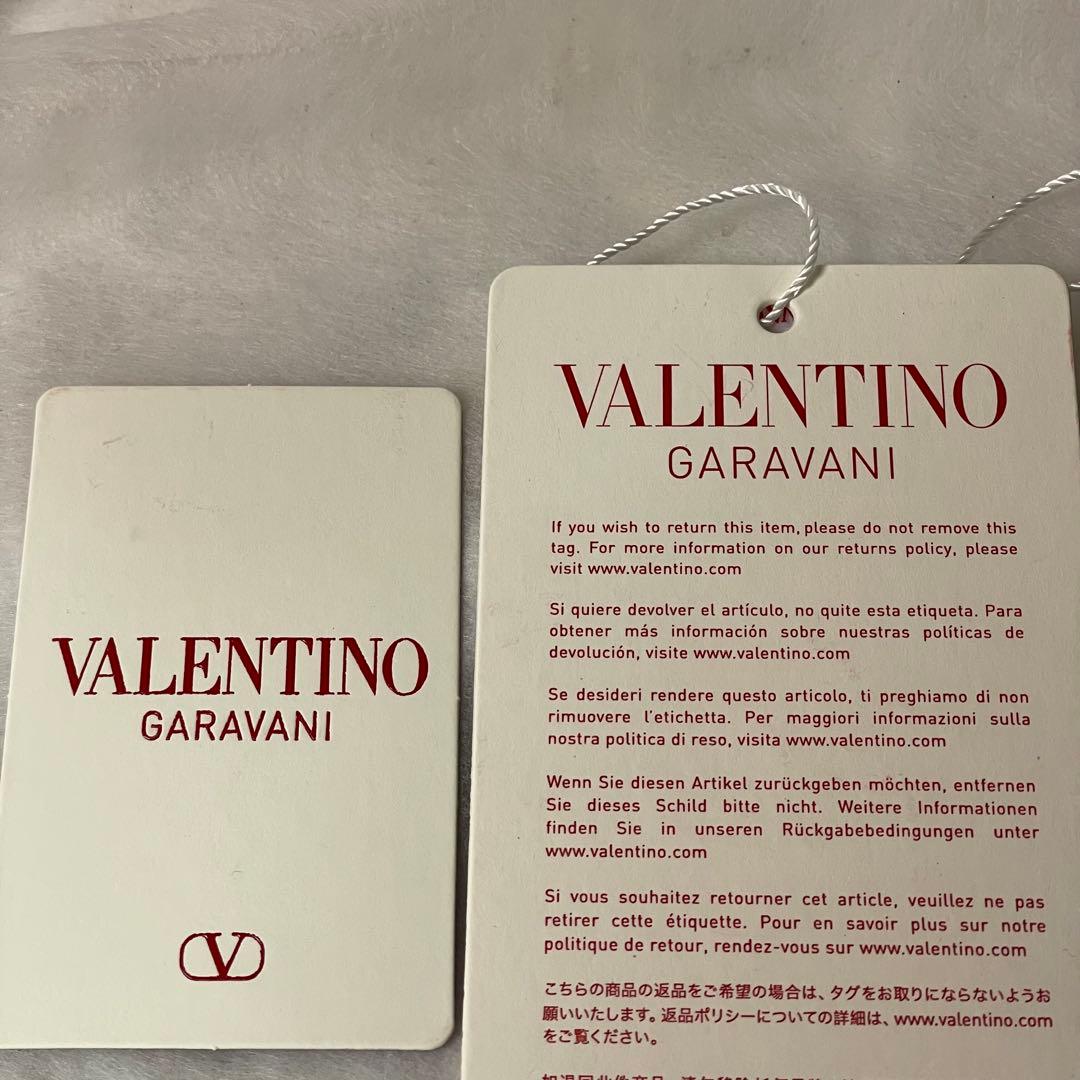 VALENTINO
GARAVANI
V
VALENTINO
GARAVANI
If you wish to return this item, please do not remove this
tag. For more information on our returns policy, please
visit www.valentino.com
Si quiere devolver el artículo, no quite esta etiqueta. Para
obtener más información sobre nuestras políticas de
devolución, visite www.valentino.com
Se desideri rendere questo articolo, ti preghiamo di non
rimuovere l'etichetta. Per maggiori informazioni sulla
nostra politica di reso, visita www.valentino.com
Wenn Sie diesen Artikel zurückgeben möchten, entfernen
Sie dieses Schild bitte nicht. Weitere Informationen
finden Sie in unseren Rückgabebedingungen unter
www.valentino.com
Si vous souhaitez retourner cet article, veuillez ne pas
retirer cette étiquette. Pour en savoir plus sur notre
politique de retour, rendez-vous sur www.valentino.com
こちらの商品の返品をご希望の場合は、タグをお取りにならないようお
願いいたします。返品ポリシーについての詳細は、www.valentino.com
をご覧ください。